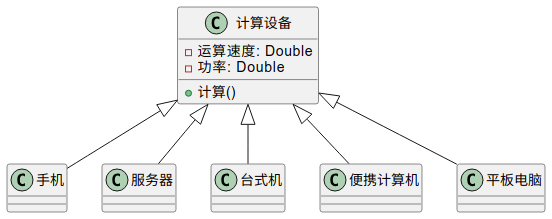 C 计算设备
运算速度: Double
功率: Double
计算()
C 手机
C 服务器
C 台式机
C 便携计算机
C 平板电脑